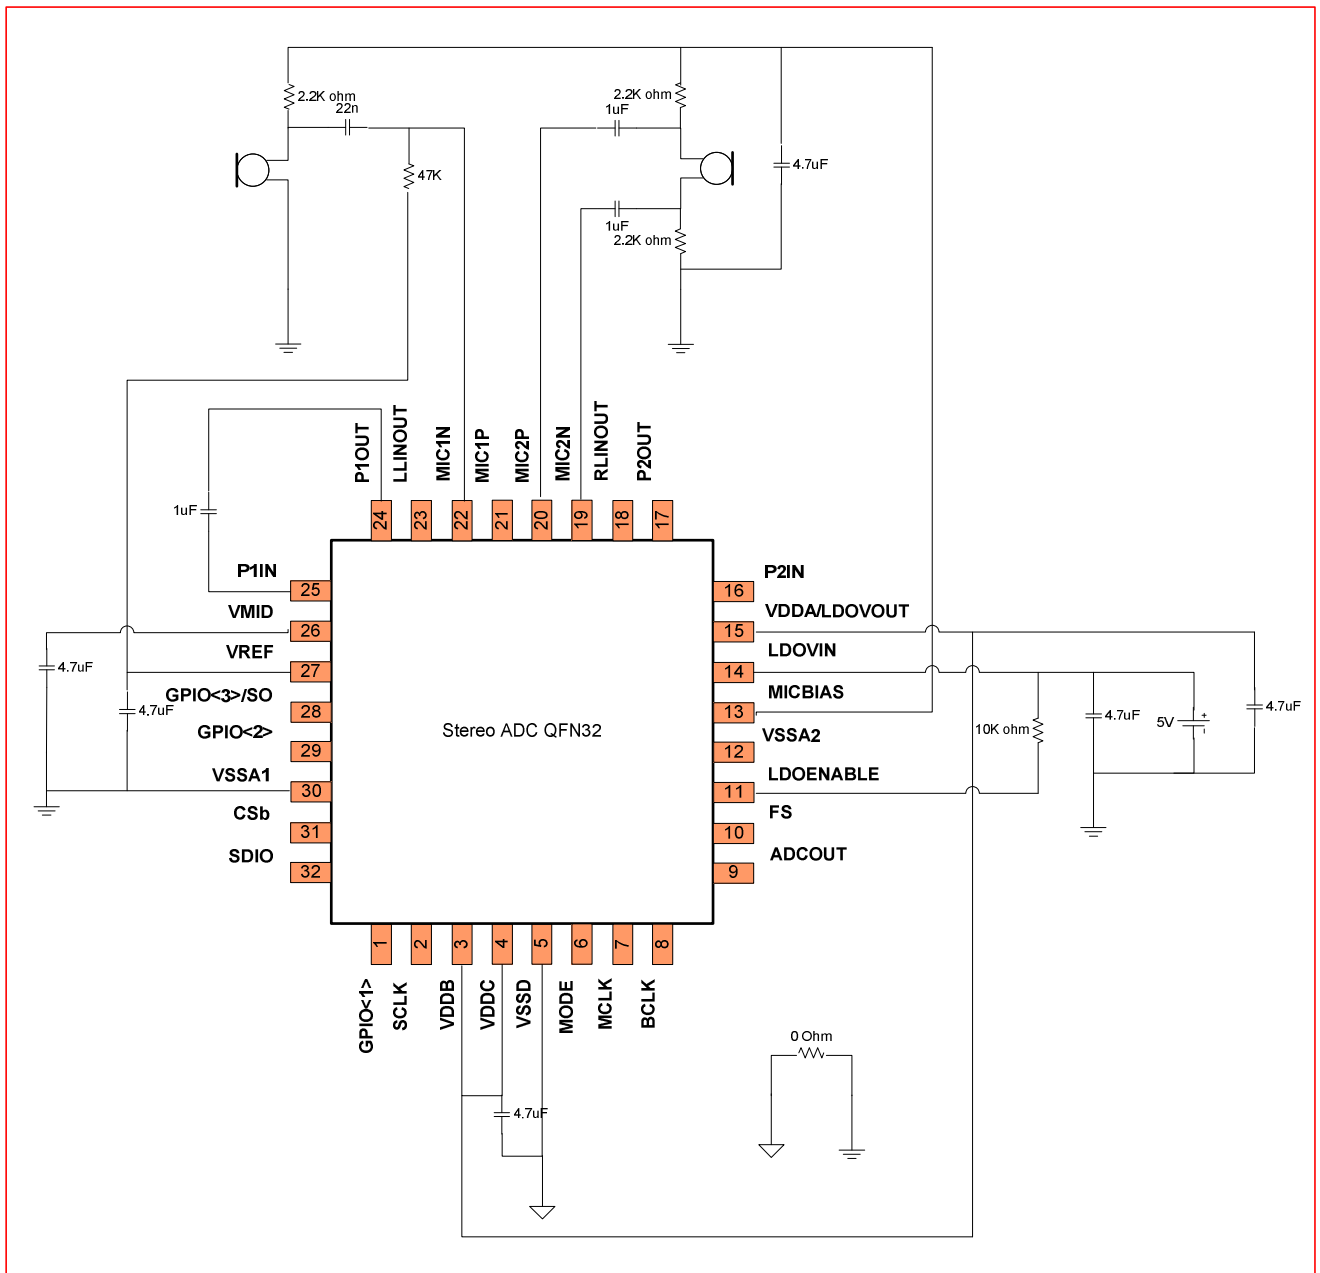 2.2K ohm
22n
47K
2.2K ohm
1uF
4.7uF
1uF
2.2K ohm
P1OUT
LLINOUT
MIC1N
MIC1P
MIC2P
MIC2N
RLINOUT
P2OUT
1uF
24
23
22
21
20
19
18
17
P1IN
25
VMID
26
4.7uF
VREF
27
GPIO<3>/SO
28
4.7uF
GPIO<2>
29
VSSA1
30
CSb
31
SDIO
32
Stereo ADC QFN32
P2IN
16
VDDA/LDOVOUT
15
LDOVIN
14
MICBIAS
13
VSSA2
12
LDOENABLE
11
FS
10
ADCOUT
9
10K ohm
4.7uF
5V
+
-
4.7uF
1
2
3
4
5
6
7
8
GPIO<1>
SCLK
VDDB
VDDC
VSSD
MODE
MCLK
BCLK
4.7uF
0 Ohm